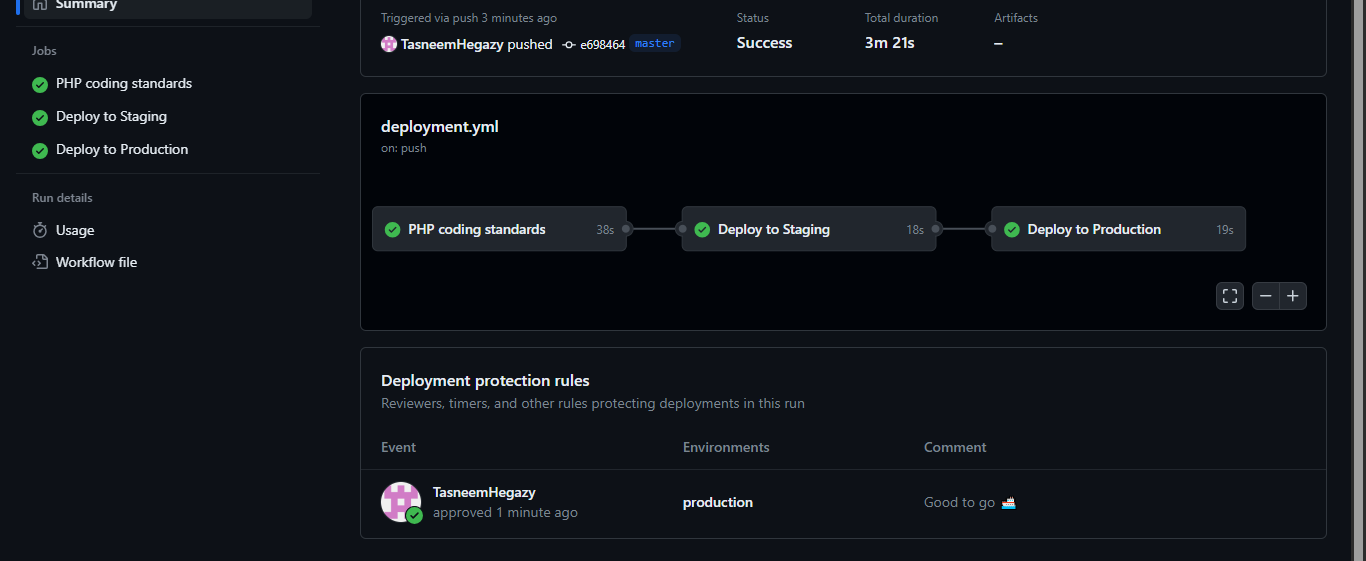 Summary
Jobs
PHP coding standards
Deploy to Staging
Deploy to Production
Run details
Usage
Workflow file
Triggered via push 3 minutes ago
TasneemHegazy pushed e698464 master
Status
Success
Total duration
3m 21s
Artifacts
–
deployment.yml
on: push
PHP coding standards 38s
Deploy to Staging 18s
Deploy to Production 19s
Deployment protection rules
Reviewers, timers, and other rules protecting deployments in this run
Event Environments Comment
TasneemHegazy
approved 1 minute ago
production
Good to go 🚢